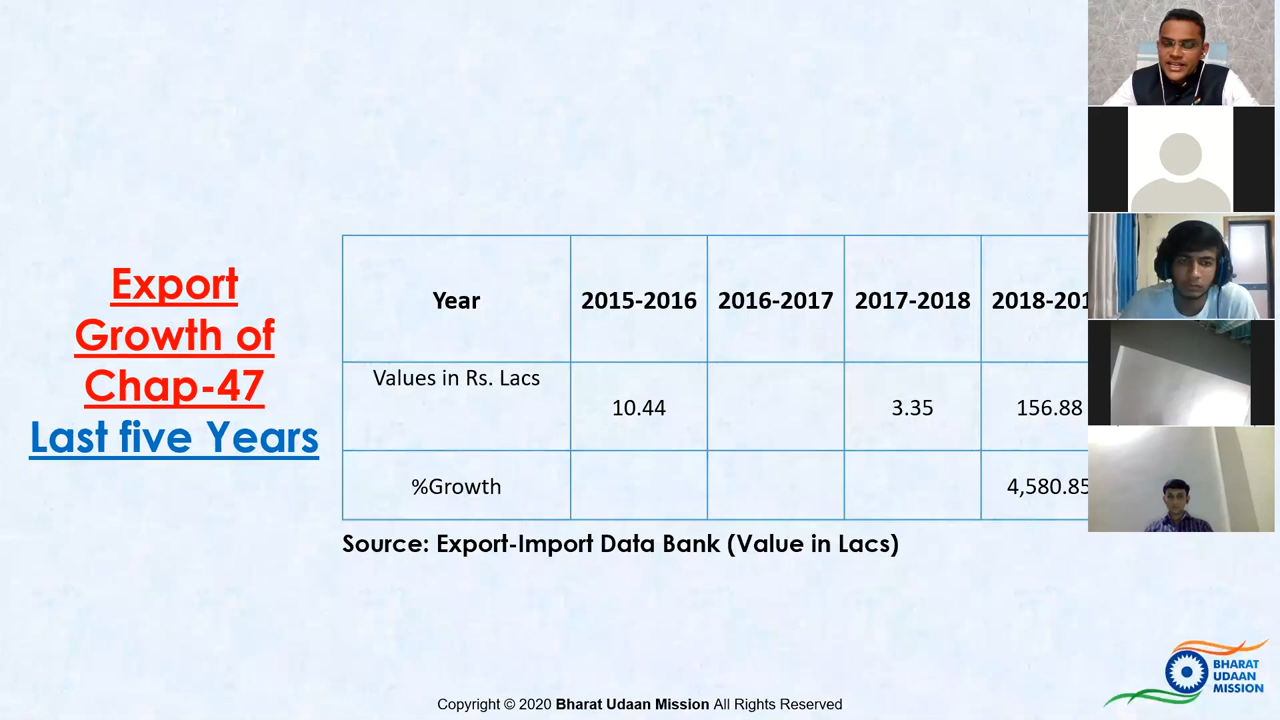 Export
Growth of
Chap-47
Last five Years
Year 2015-2016 2016-2017 2017-2018 2018-201
Values in Rs. Lacs 10.44 3.35 156.88
%Growth 4,580.85
Source: Export-Import Data Bank (Value in Lacs)
BHARAT
UDAAN
MISSION
Copyright © 2020 Bharat Udaan Mission All Rights Reserved